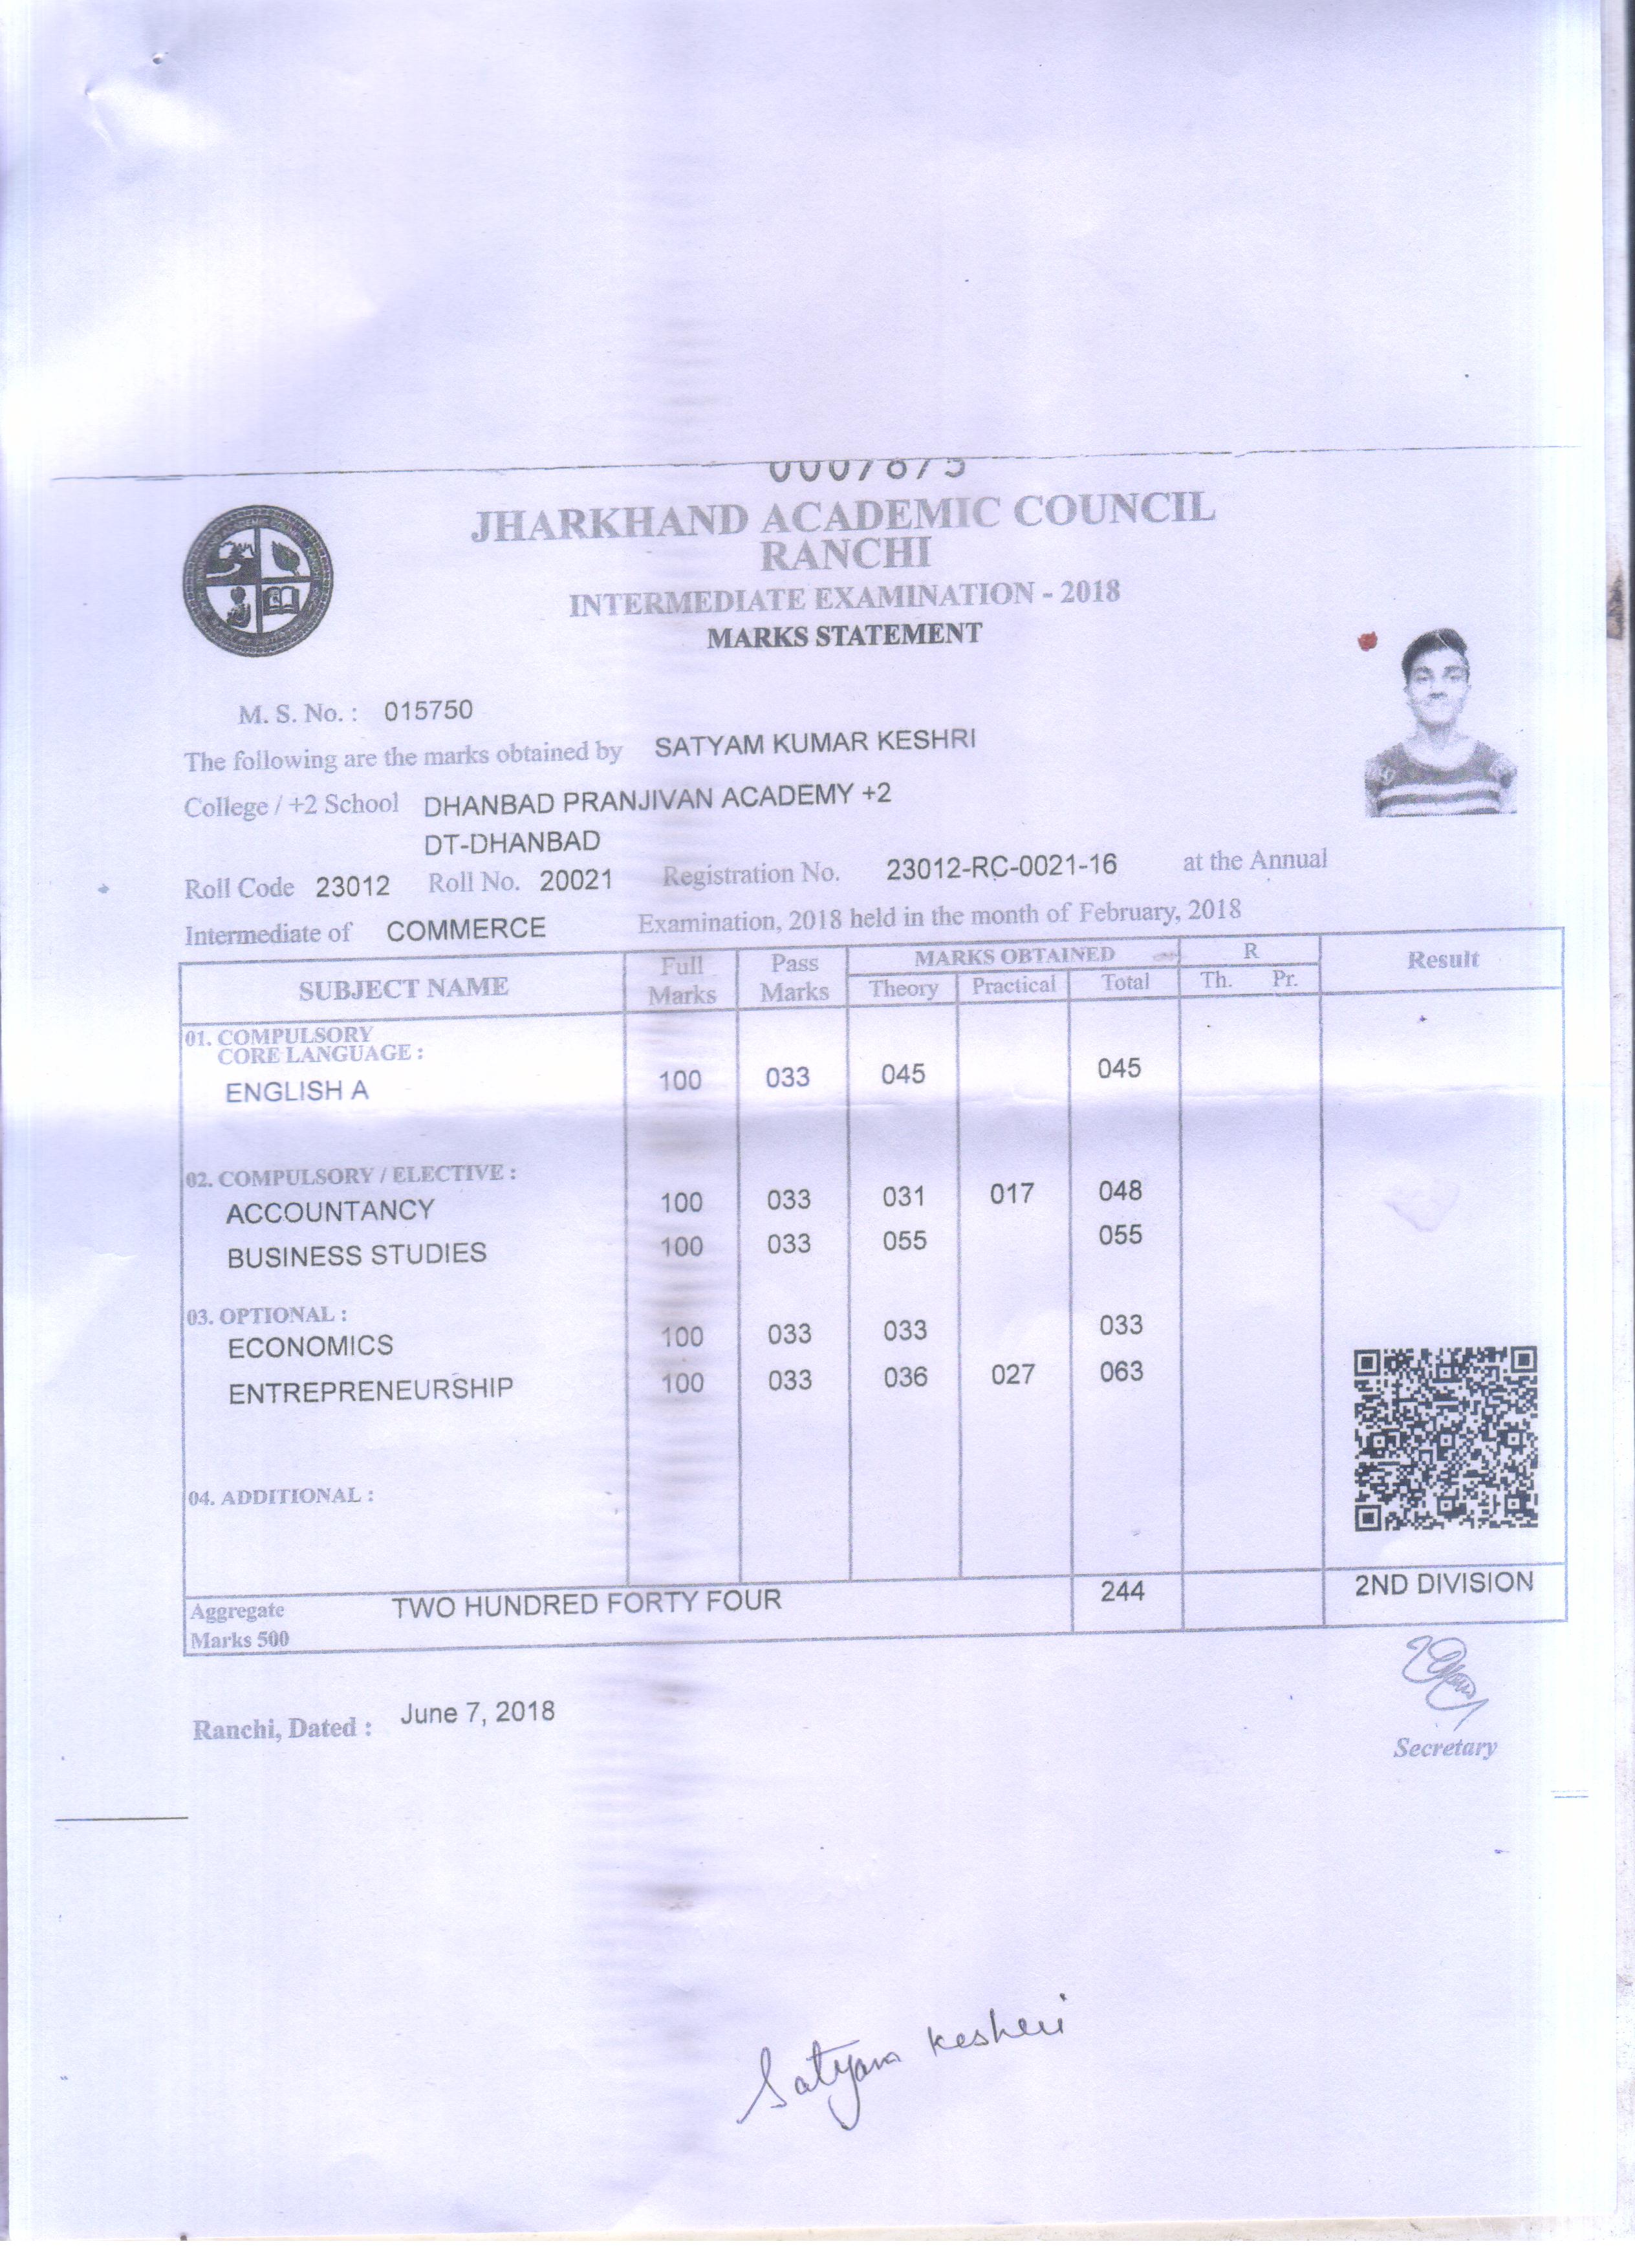 JHARKHAND ACADEMIC COUNCIL
RANCHI
INTERMEDIATE EXAMINATION - 2018
MARKS STATEMENT
M. S. No. : 015750
The following are the marks obtained by SATYAM KUMAR KESHRI
College / +2 School DHANBAD PRANJIVAN ACADEMY +2
DT-DHANBAD
Roll Code 23012 Roll No. 20021 Registration No. 23012-RC-0021-16 at the Annual
Intermediate of COMMERCE Examination, 2018 held in the month of February, 2018
SUBJECT NAME Full Marks Pass Marks MARKS OBTAINED R Result
Theory Practical Total Th. Pr.
01. COMPULSORY
CORE LANGUAGE :
ENGLISH A 100 033 045 045
02. COMPULSORY / ELECTIVE :
ACCOUNTANCY 100 033 031 017 048
BUSINESS STUDIES 100 033 055 055
03. OPTIONAL :
ECONOMICS 100 033 033 033
ENTREPRENEURSHIP 100 033 036 027 063
04. ADDITIONAL :
Aggregate TWO HUNDRED FORTY FOUR 244 2ND DIVISION
Marks 500
Ranchi, Dated : June 7, 2018
Secretary
Satyam Kesheri